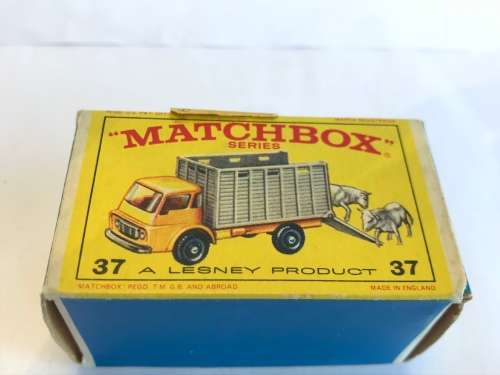 "MATCHBOX"®
SERIES
37 A LESNEY PRODUCT 37
MATCHBOX REGD. T.M. G.B. AND ABROAD MADE IN ENGLAND